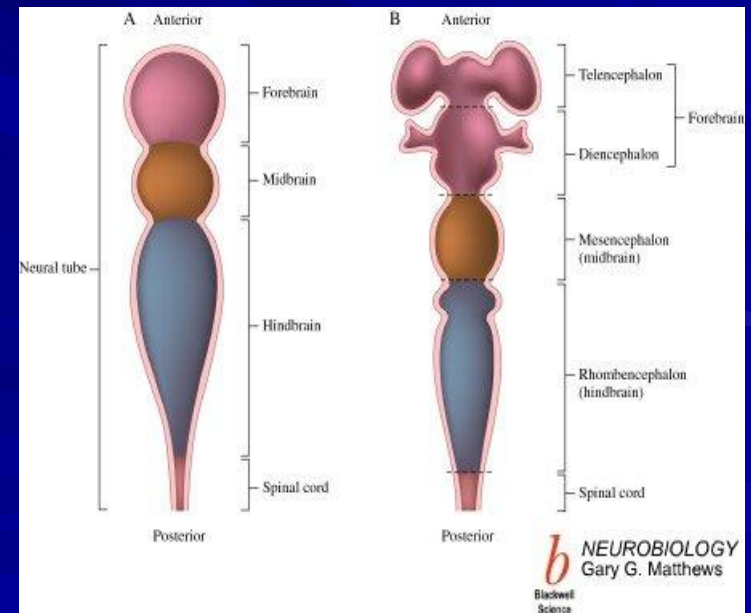 A Anterior
Forebrain
Midbrain
Neural tube
Hindbrain
Spinal cord
Posterior
B Anterior
Telencephalon
Forebrain
Diencephalon
Mesencephalon
(midbrain)
Rhombencephalon
(hindbrain)
Spinal cord
Posterior
b
Blackwell
Science
NEUROBIOLOGY
Gary G. Matthews